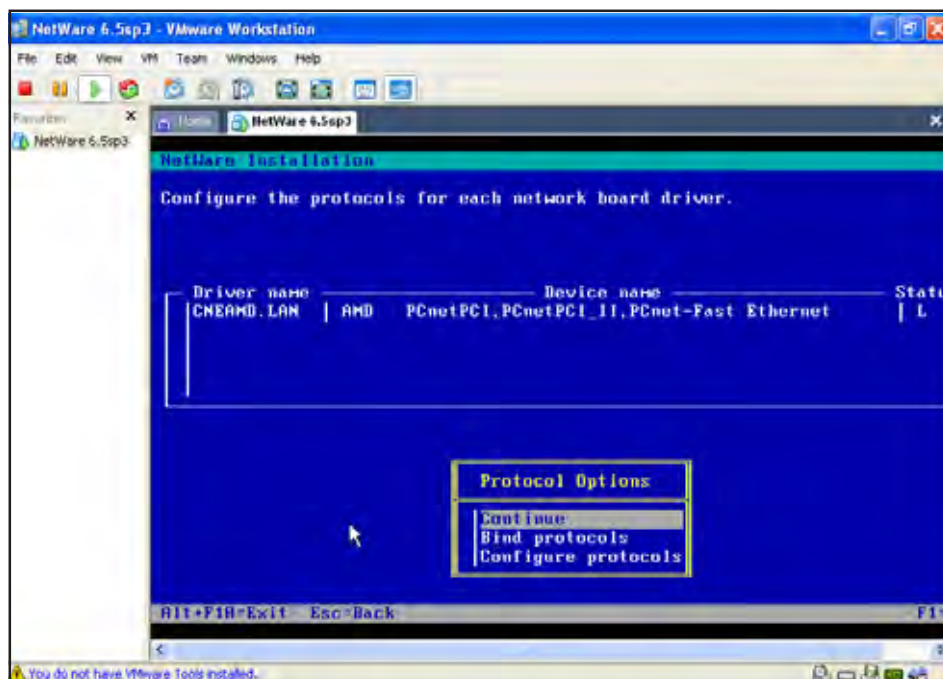 NetWare 6.5sp3 - VMware Workstation
File Edit View VM Team Windows Help
Favorites
Home NetWare 6.5sp3
NetWare 6.5sp3
NetWare Installation
Configure the protocols for each network board driver.
Driver name Device name Statu
CNEAMD.LAN | AMD PCnetPCI,PCnetPCI_II,PCnet-Fast Ethernet | L
Protocol Options
Continue
Bind protocols
Configure protocols
Alt+F10=Exit Esc=Back F1=
You do not have VMware Tools installed.